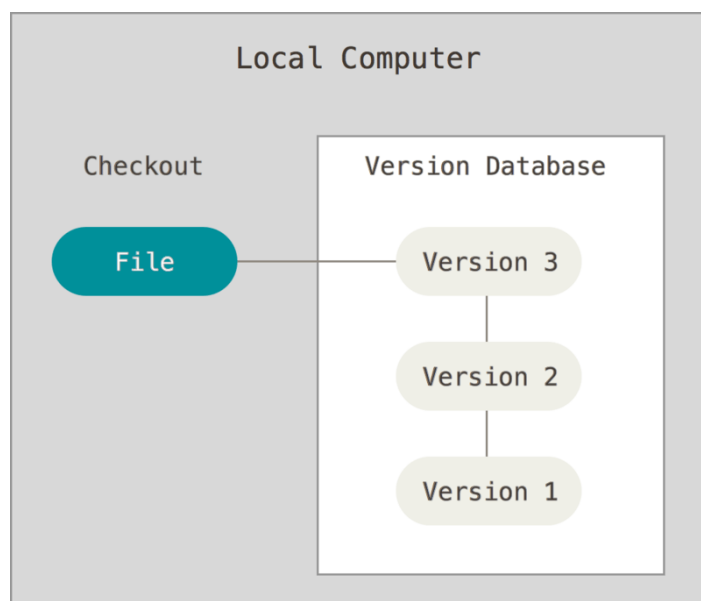 Local Computer
Checkout
Version Database
File
Version 3
Version 2
Version 1